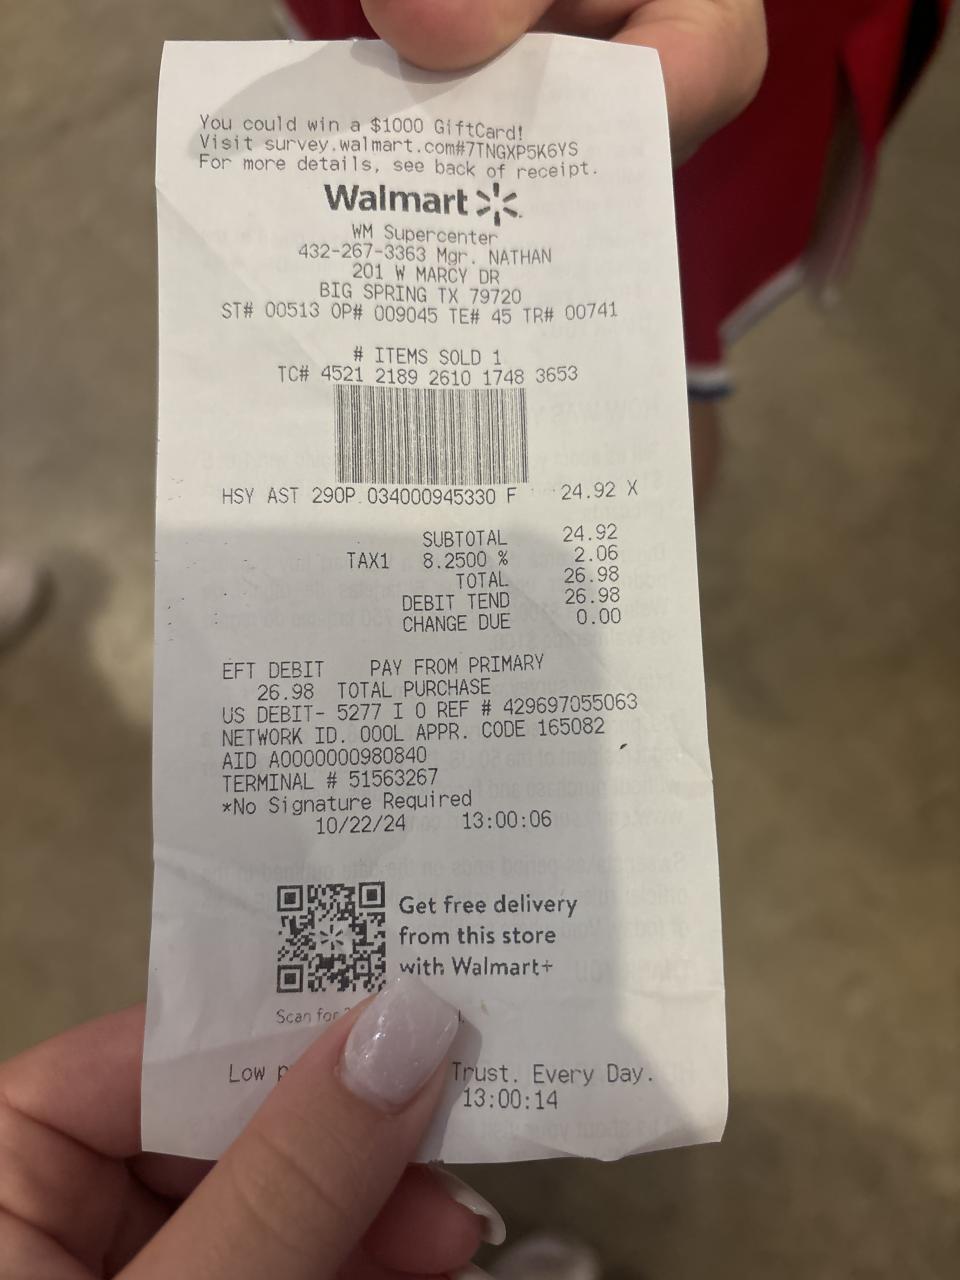 You could win a $1000 GiftCard!
Visit survey.walmart.com#7TNGXP5K6YS
For more details, see back of receipt.
Walmart
WM Supercenter
432-267-3363 Mgr. NATHAN
201 W MARCY DR
BIG SPRING TX 79720
ST# 00513 OP# 009045 TE# 45 TR# 00741
# ITEMS SOLD 1
TC# 4521 2189 2610 1748 3653
HSY AST 290P 034000945330 F 24.92 X
SUBTOTAL 24.92
TAX1 8.2500 % 2.06
TOTAL 26.98
DEBIT TEND 26.98
CHANGE DUE 0.00
EFT DEBIT PAY FROM PRIMARY
26.98 TOTAL PURCHASE
US DEBIT- 5277 I 0 REF # 429697055063
NETWORK ID. 000L APPR. CODE 165082
AID A0000000980840
TERMINAL # 51563267
*No Signature Required
10/22/24 13:00:06
Get free delivery
from this store
with Walmart+
Scan for
Low Trust. Every Day.
13:00:14